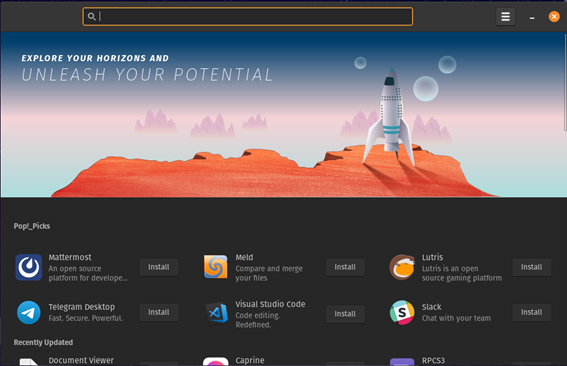 EXPLORE YOUR HORIZONS AND
UNLEASH YOUR POTENTIAL
Pop!_Picks
Mattermost
An open source
platform for develope...
Install
Meld
Compare and merge
your files
Install
Lutris
Lutris is an open
source gaming platform
Install
Telegram Desktop
Fast. Secure. Powerful.
Install
Visual Studio Code
Code editing.
Redefined.
Install
Slack
Chat with your team
Install
Recently Updated
Document Viewer
Caprine
RPCS3